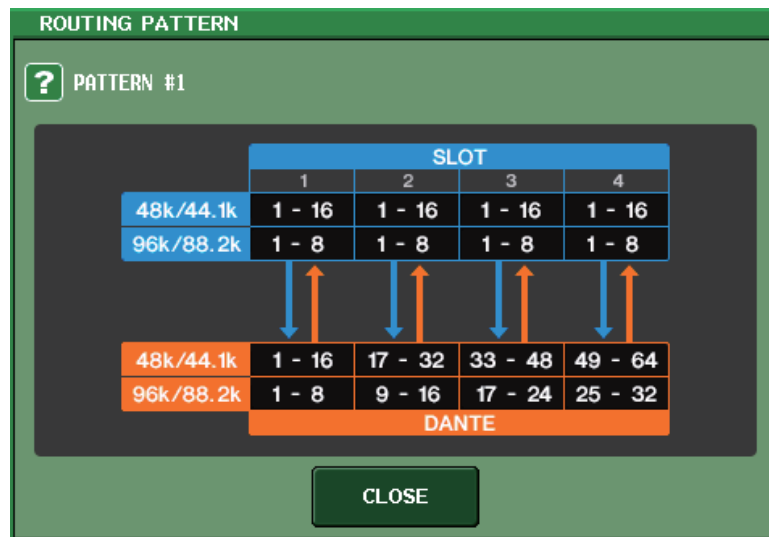 ROUTING PATTERN
? PATTERN #1
SLOT
1 2 3 4
48k/44.1k 1 - 16 1 - 16 1 - 16 1 - 16
96k/88.2k 1 - 8 1 - 8 1 - 8 1 - 8
48k/44.1k 1 - 16 17 - 32 33 - 48 49 - 64
96k/88.2k 1 - 8 9 - 16 17 - 24 25 - 32
DANTE
CLOSE